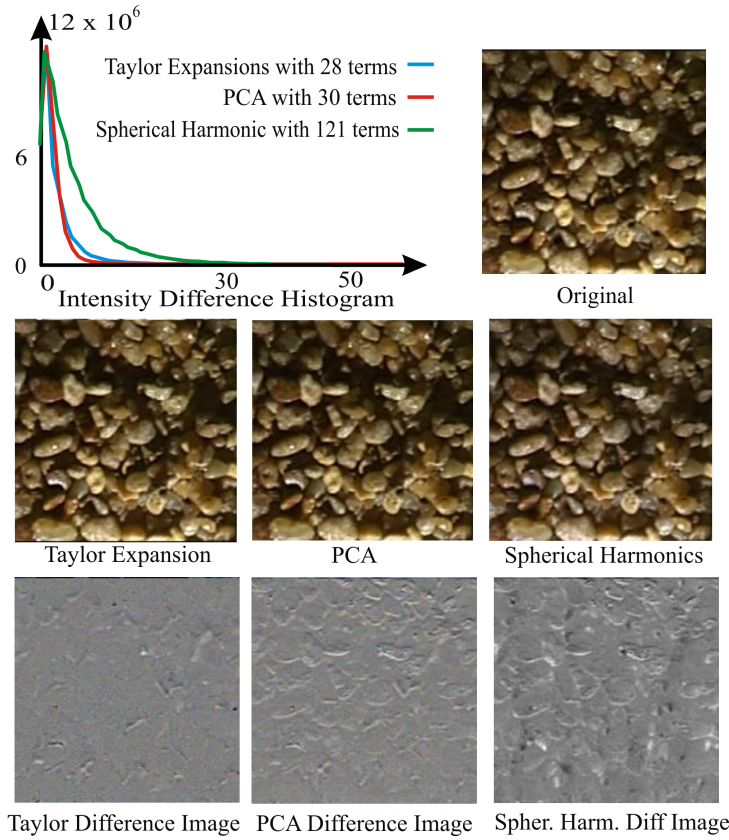 12 x 10⁶
Taylor Expansions with 28 terms
PCA with 30 terms
Spherical Harmonic with 121 terms
6
0
0 30 50
Intensity Difference Histogram
Original
Taylor Expansion
PCA
Spherical Harmonics
Taylor Difference Image
PCA Difference Image
Spher. Harm. Diff Image